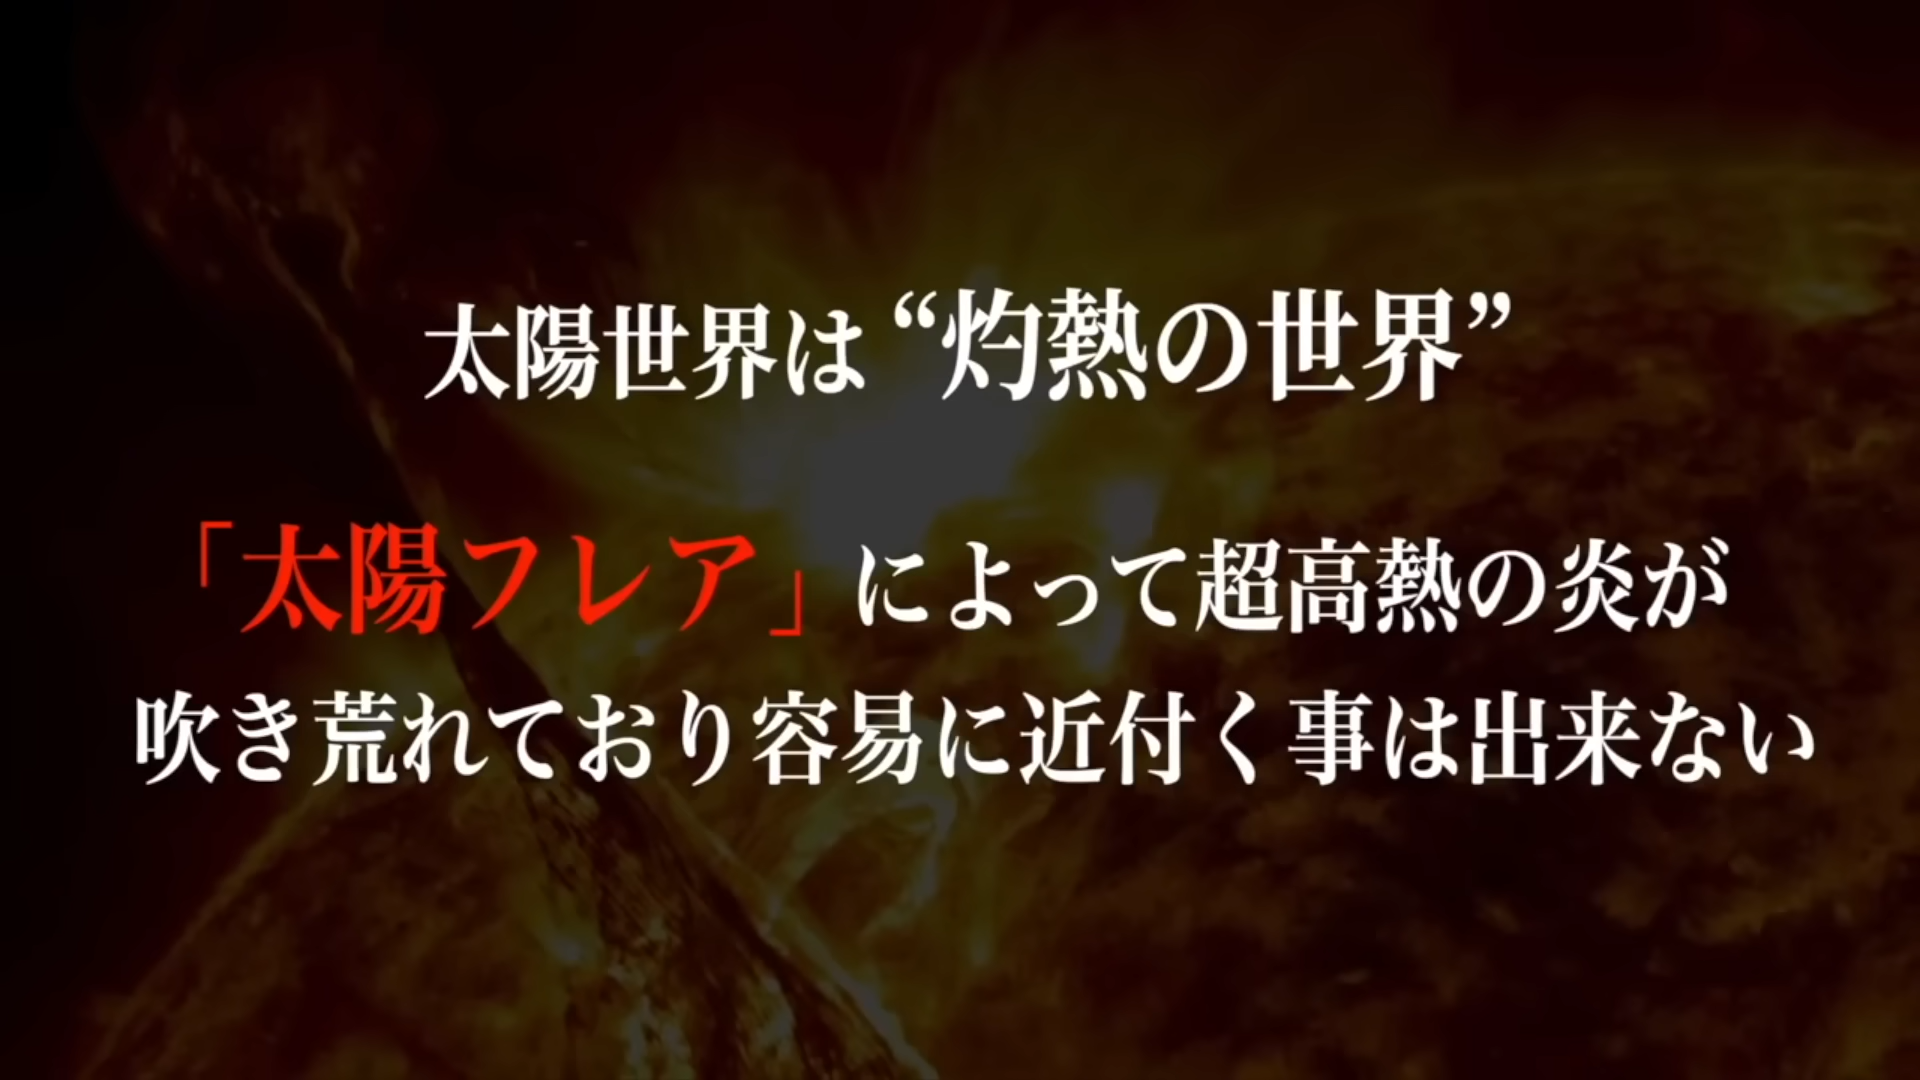 太陽世界は“灼熱の世界”
「太陽フレア」によって超高熱の炎が
吹き荒れており容易に近付く事は出来ない